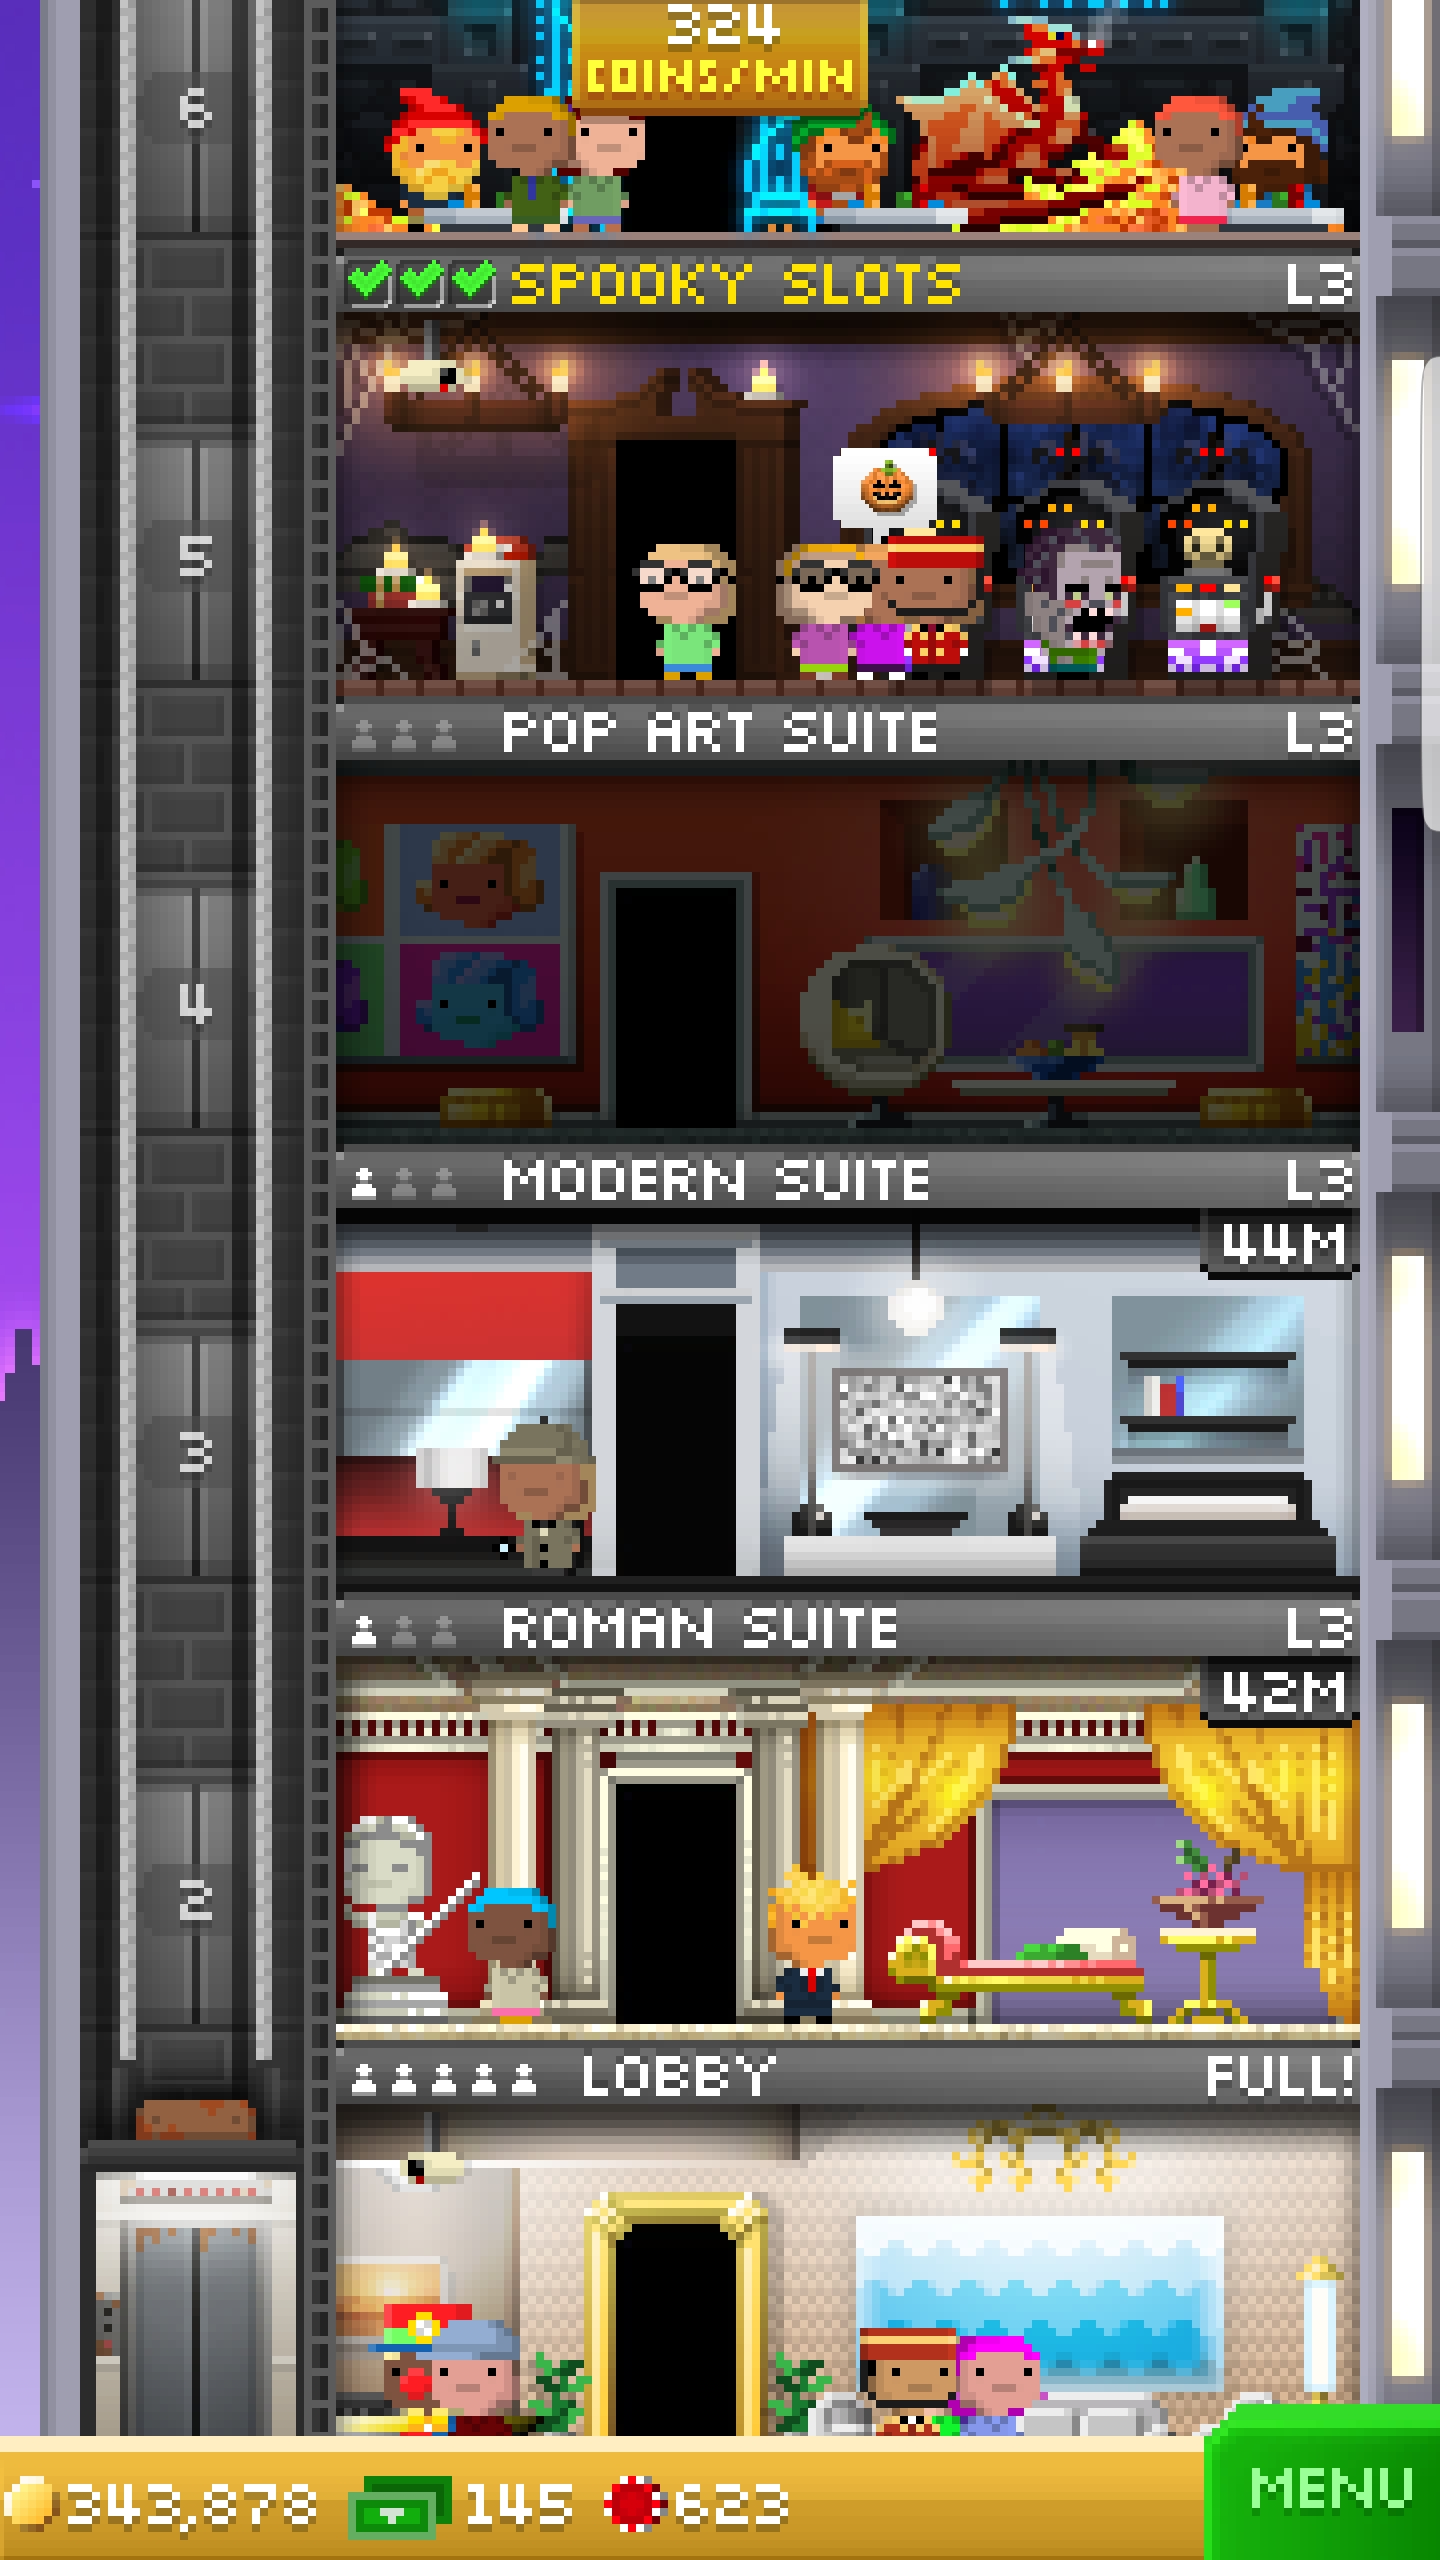 324
COINS/MIN
6
SPOOKY SLOTS L3
5
POP ART SUITE L3
4
MODERN SUITE L3
44M
3
ROMAN SUITE L3
42M
2
LOBBY FULL!
343,878 145 623 MENU